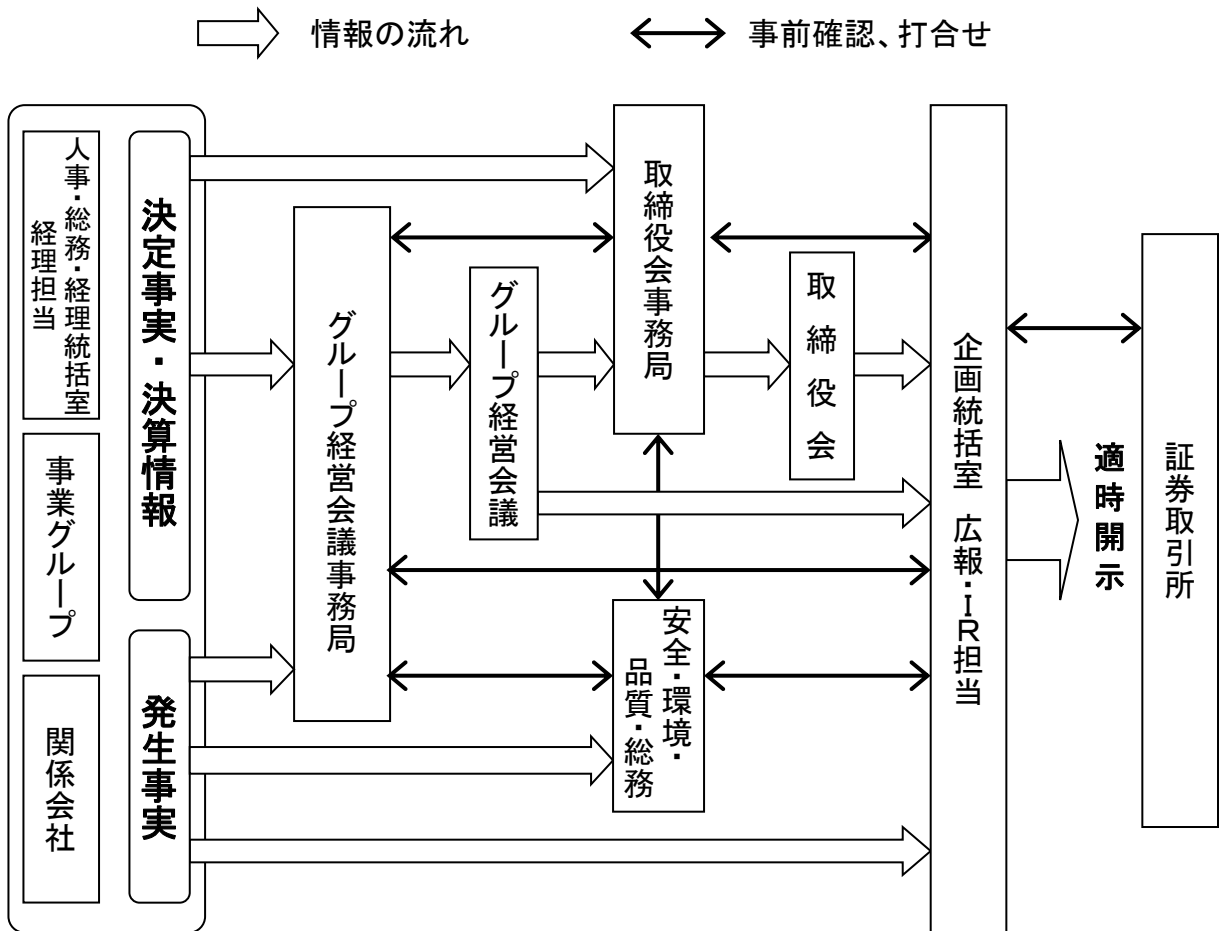 情報の流れ
事前確認、打合せ
人事・総務・経理統括室
経理担当
事業グループ
関係会社
決定事実・決算情報
発生事実
グループ経営会議事務局
グループ経営会議
取締役会事務局
安全・環境・
品質・総務
取締役会
企画統括室 広報・IR担当
適時開示
証券取引所